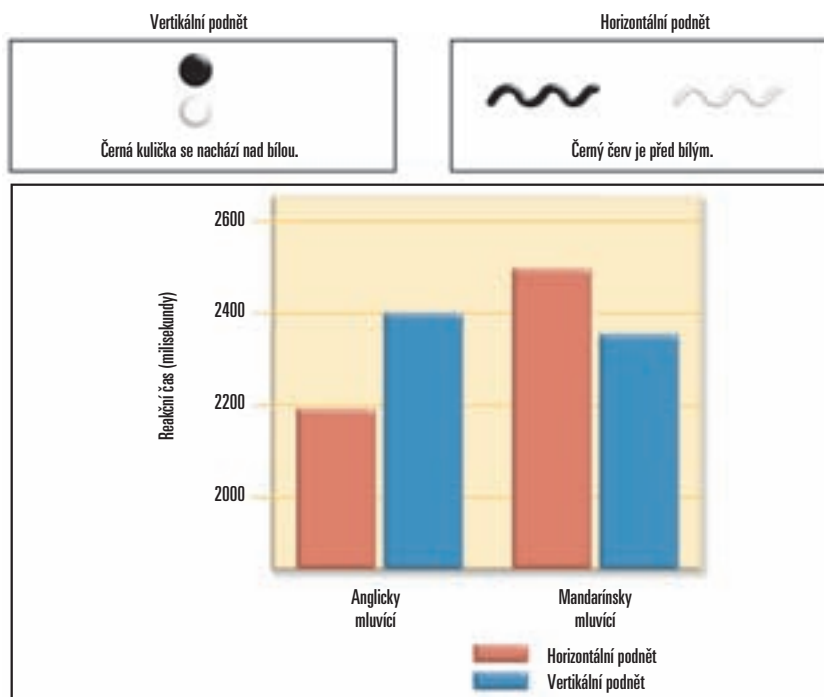 Vertikální podnět
Horizontální podnět
Černá kulička se nachází nad bílou.
Černý červ je před bílým.
Reakční čas (milisekundy)
2600
2400
2200
2000
Anglicky
mluvící
Mandarínsky
mluvící
Horizontální podnět
Vertikální podnět